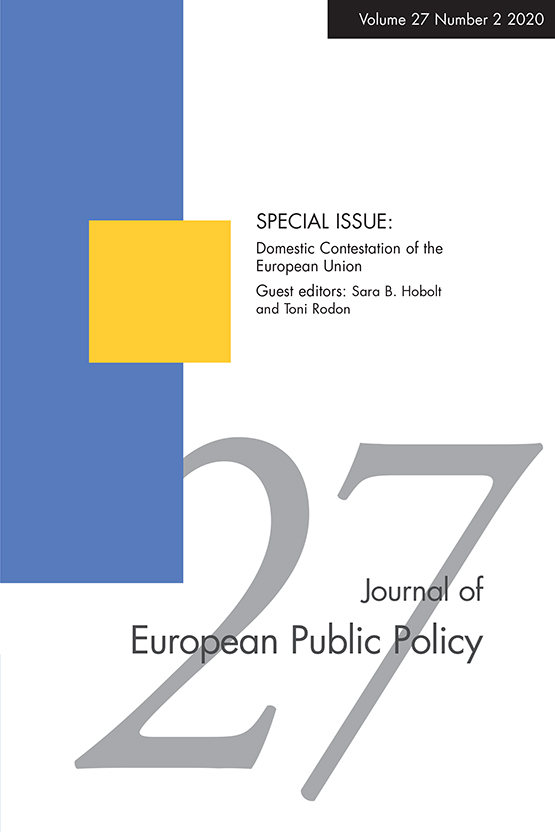 Volume 27 Number 2 2020
SPECIAL ISSUE:
Domestic Contestation of the
European Union
Guest editors: Sara B. Hobolt
and Toni Rodon
27
Journal of
European Public Policy